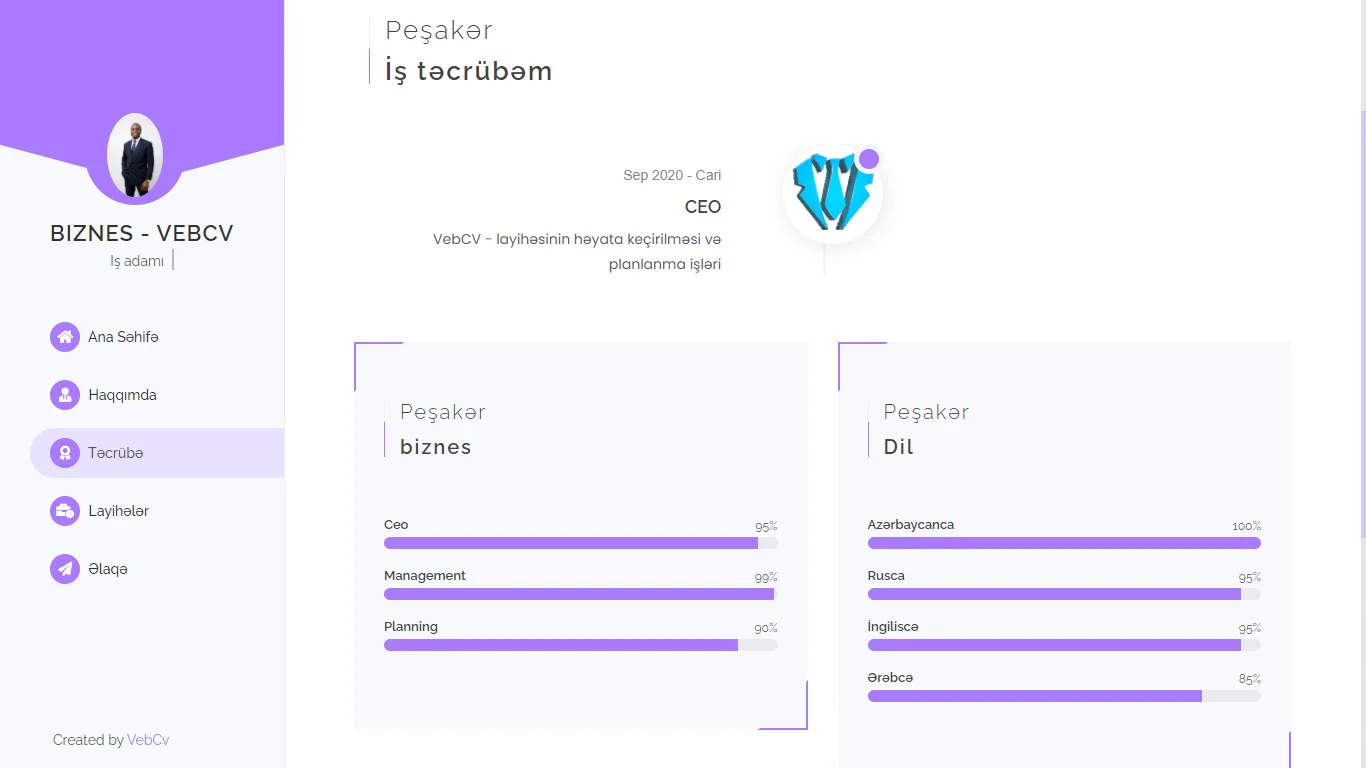 BIZNES - VEBCV
Iş adamı
Ana Səhifə
Haqqımda
Təcrübə
Layihələr
Əlaqə
Created by VebCv
Peşakər
İş təcrübəm
Sep 2020 - Cari
CEO
VebCV - layihəsinin həyata keçirilməsi və
planlanma işləri
Peşakər
biznes
Ceo 95%
Management 99%
Planning 90%
Peşakər
Dil
Azərbaycanca 100%
Rusca 95%
İngiliscə 95%
Ərəbcə 85%